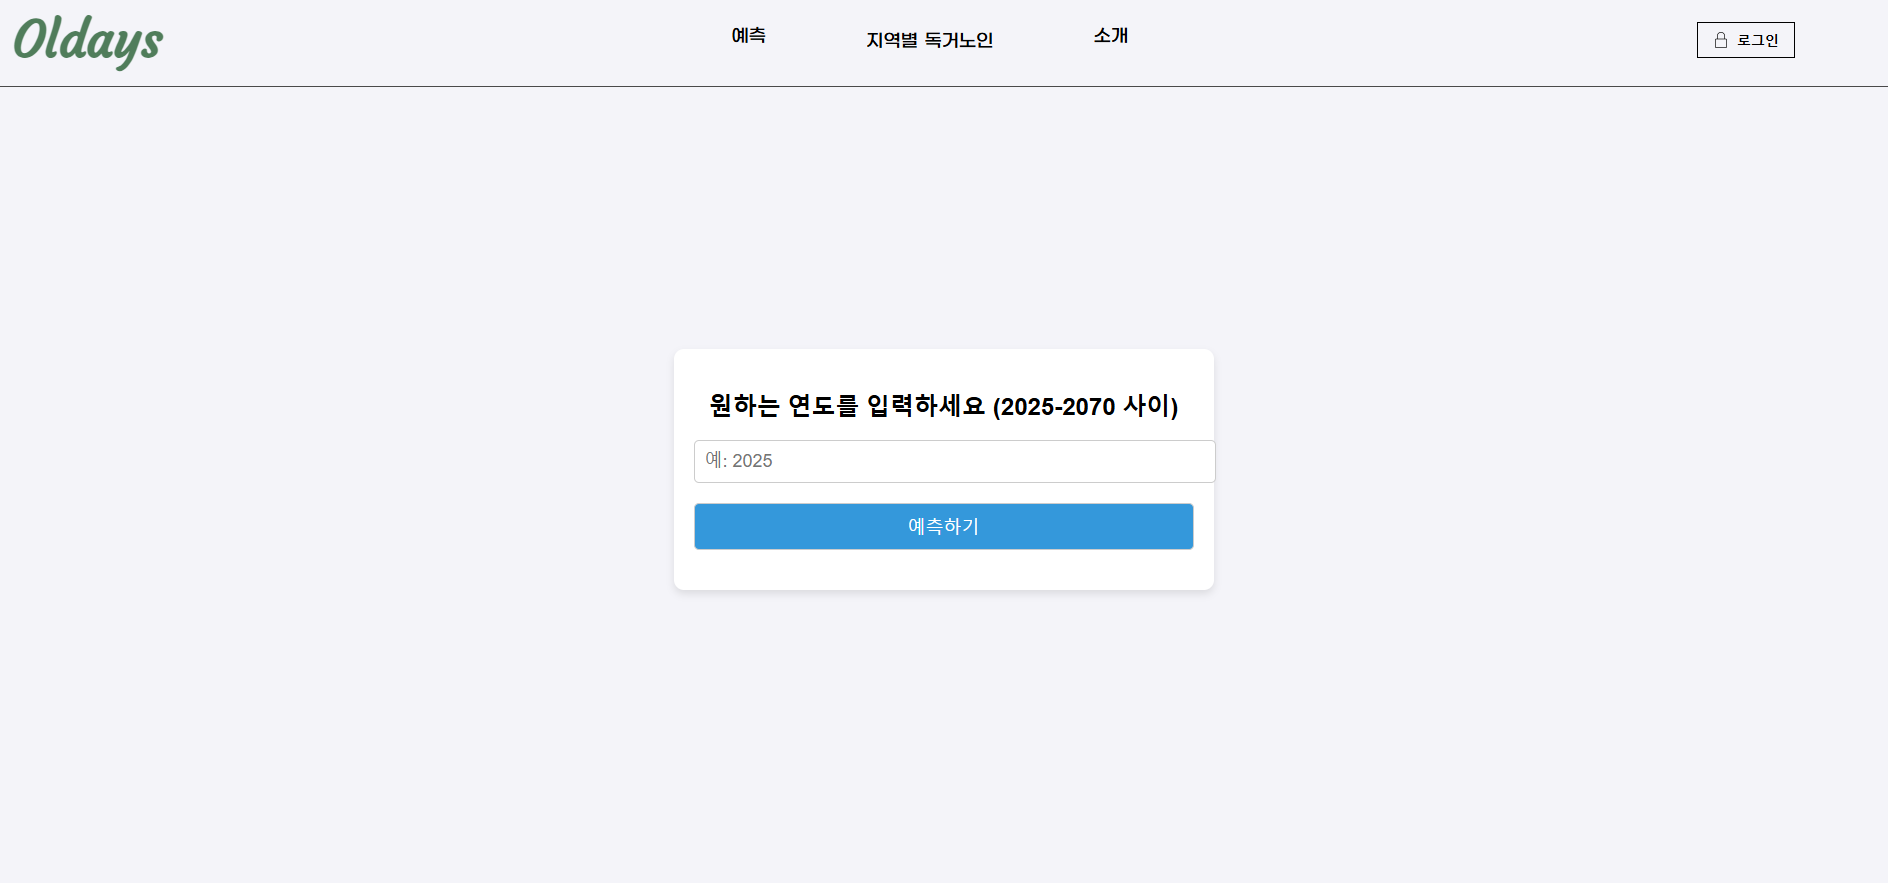 Oldays
예측
지역별 독거노인
소개
로그인
원하는 연도를 입력하세요 (2025-2070 사이)
예: 2025
예측하기